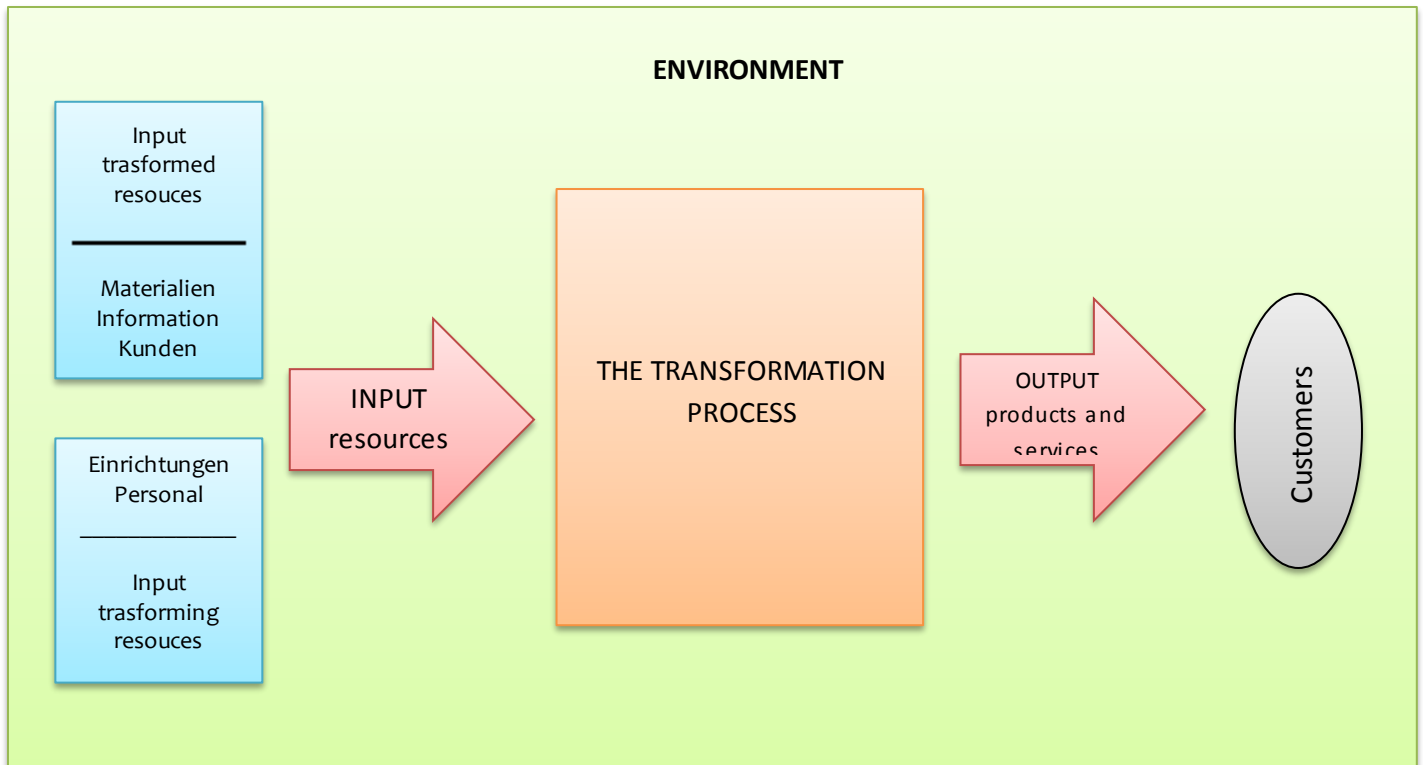 ENVIRONMENT
Input
trasformed
resouces
Materialien
Information
Kunden
Einrichtungen
Personal
Input
trasforming
resouces
INPUT
resources
THE TRANSFORMATION
PROCESS
OUTPUT
products and
services
Customers